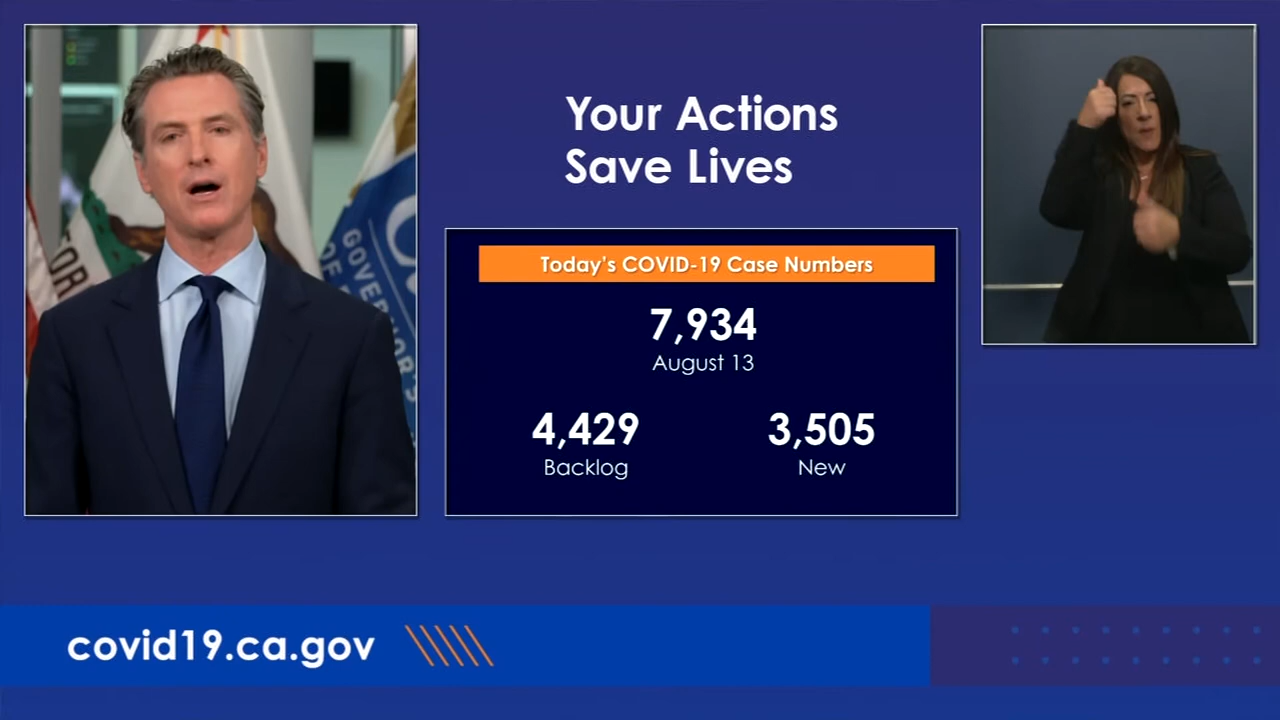 Your Actions
Save Lives
Today's COVID-19 Case Numbers
7,934
August 13
4,429
Backlog
3,505
New
covid19.ca.gov
GOVERNOR'S